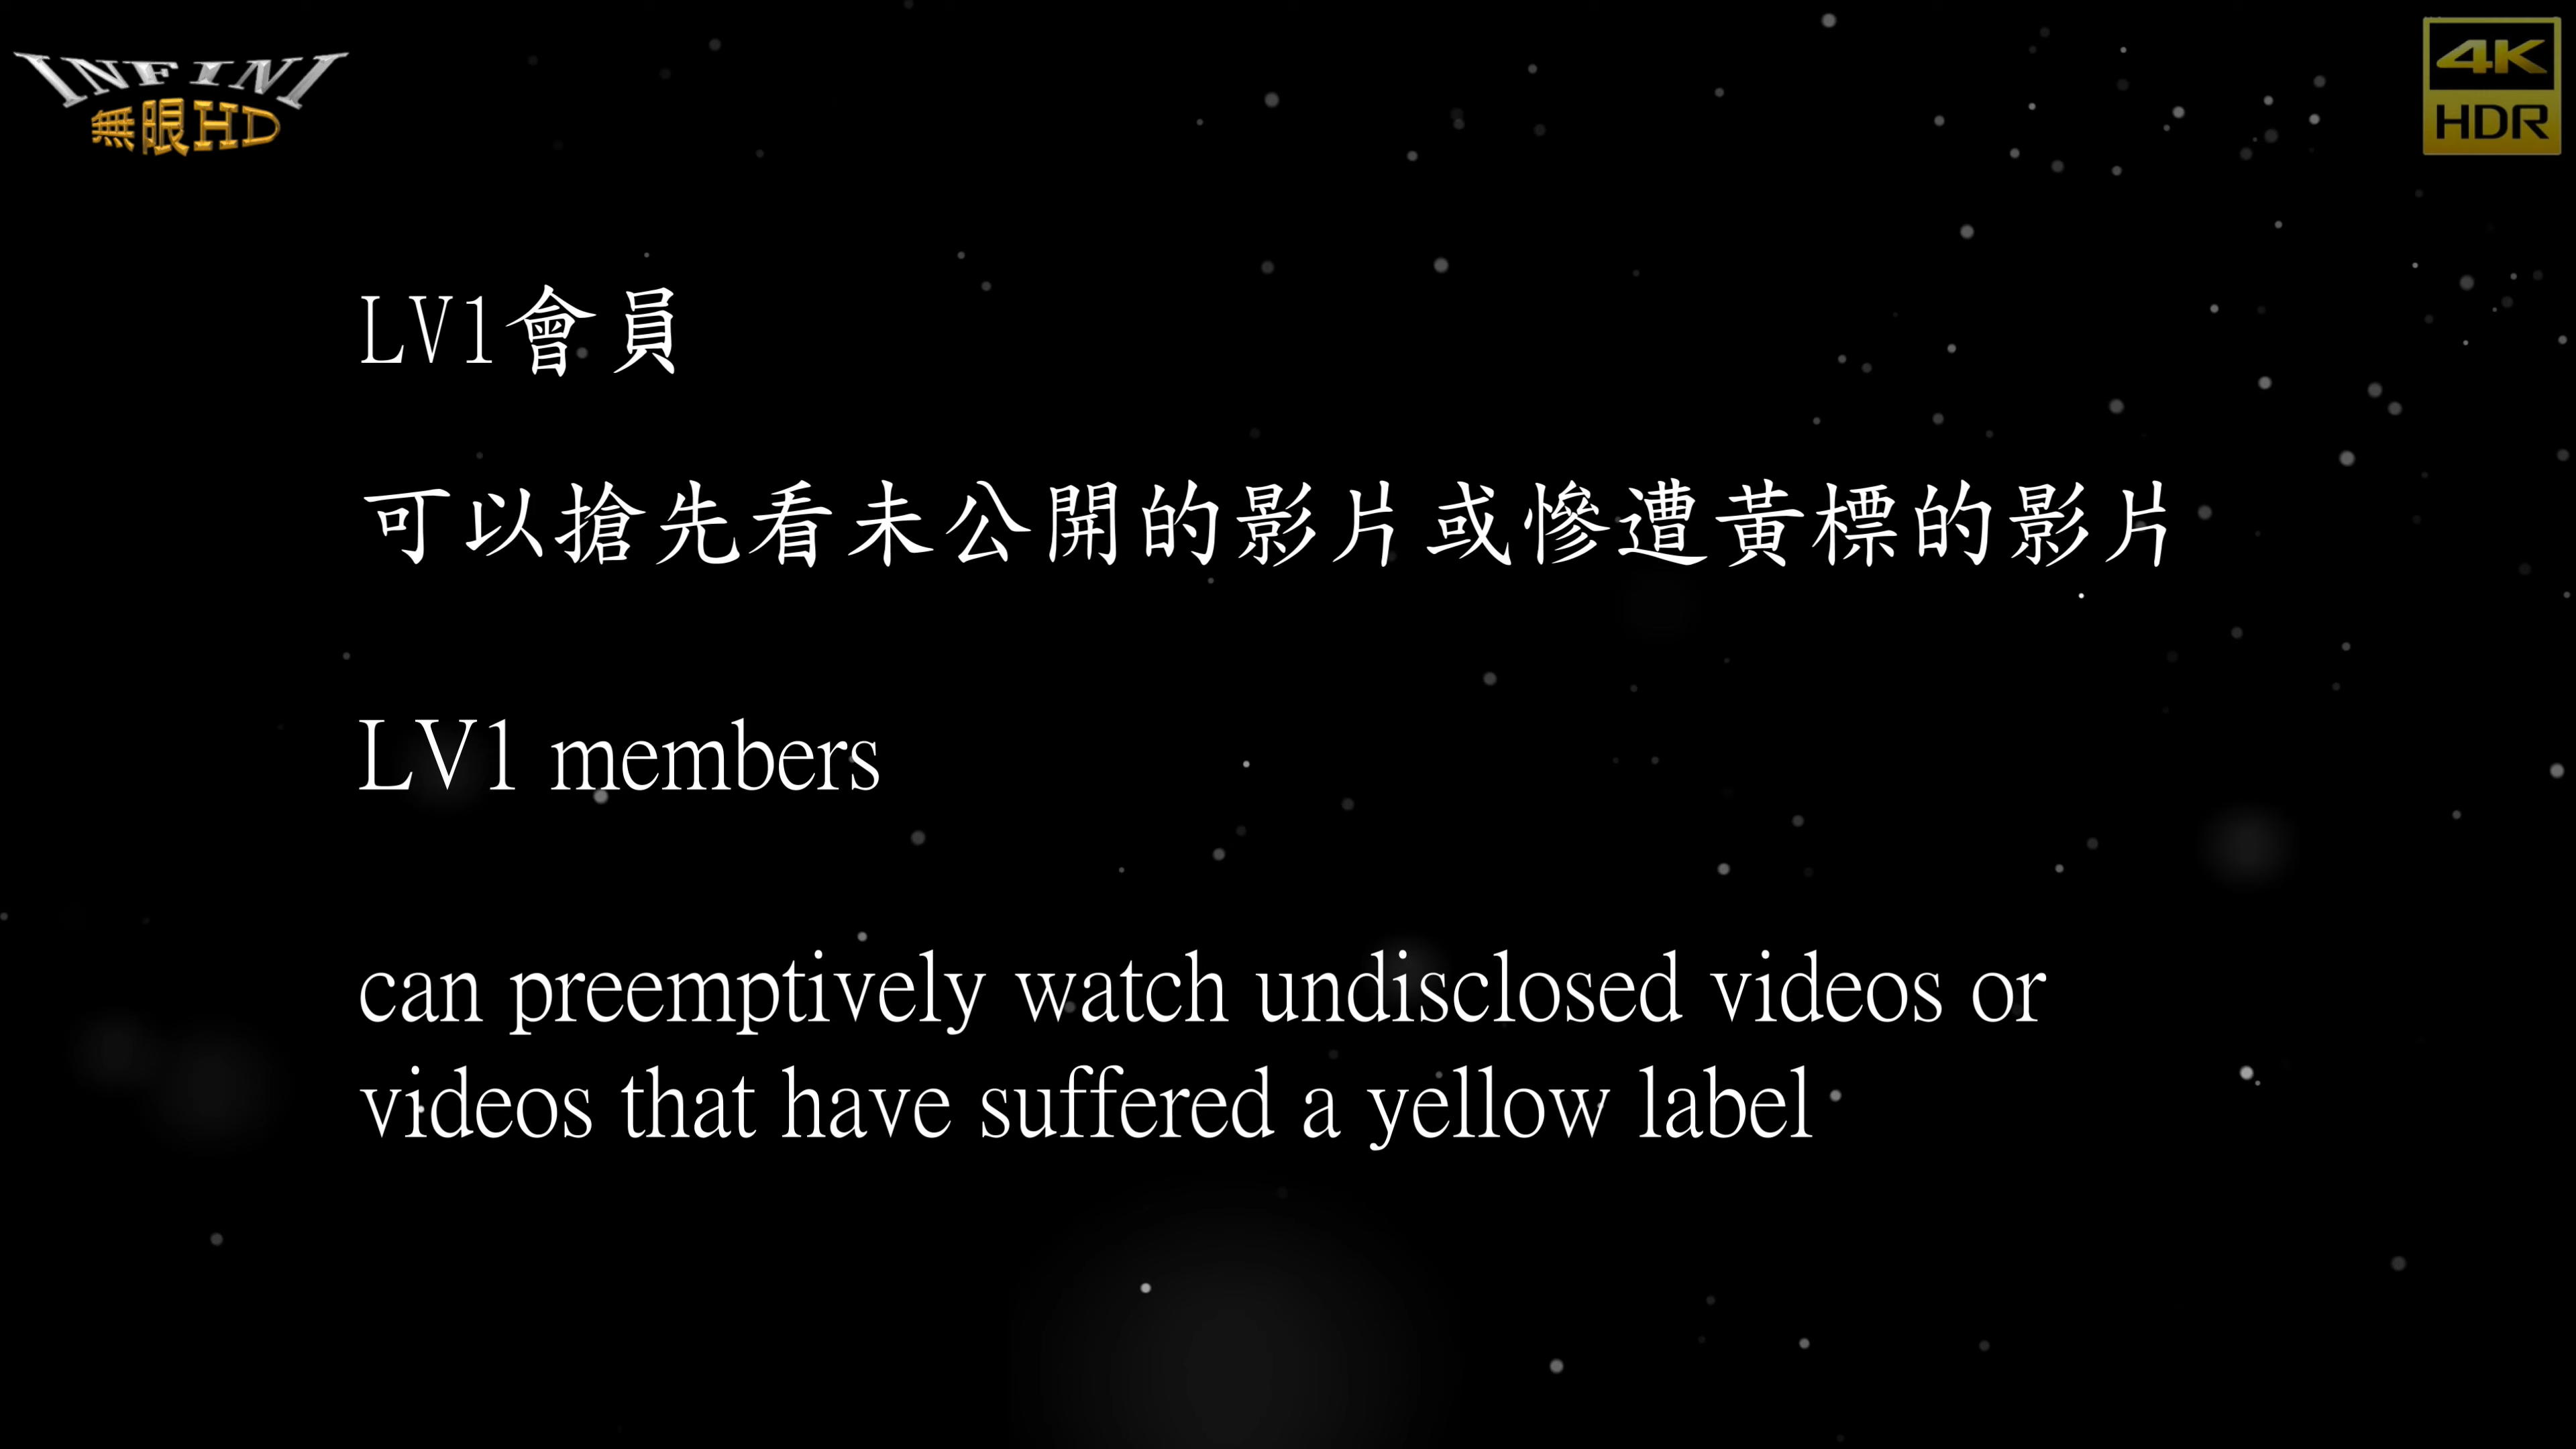 INFINI
無限HD
4K
HDR
LV1會員
可以搶先看未公開的影片或慘遭黃標的影片
LV1 members
can preemptively watch undisclosed videos or
videos that have suffered a yellow label